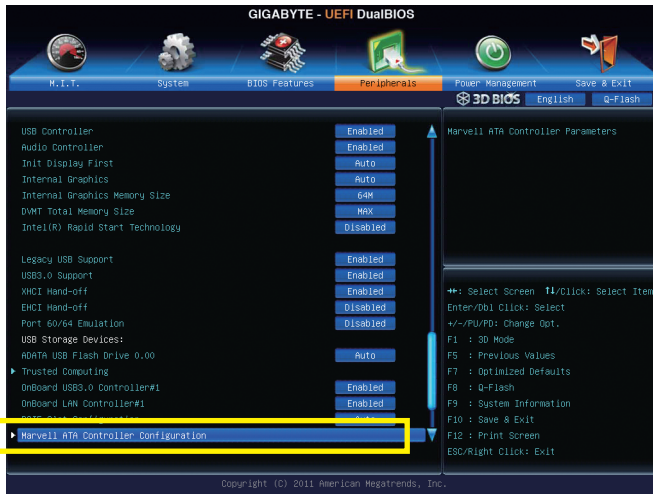 GIGABYTE - UEFI DualBIOS
M.I.T. System BIOS Features Peripherals Power Management Save & Exit
3D BIOS English Q-Flash
USB Controller Enabled
Audio Controller Enabled
Init Display First Auto
Internal Graphics Auto
Internal Graphics Memory Size 64M
DVMT Total Memory Size MAX
Intel(R) Rapid Start Technology Disabled
Legacy USB Support Enabled
USB3.0 Support Enabled
XHCI Hand-off Enabled
EHCI Hand-off Disabled
Port 60/64 Emulation Disabled
USB Storage Devices:
ADATA USB Flash Drive 0.00 Auto
Trusted Computing
OnBoard USB3.0 Controller#1 Enabled
OnBoard LAN Controller#1 Enabled
PCIE Slot Configuration Auto
Marvell ATA Controller Configuration
Marvell ATA Controller Parameters
→←: Select Screen ↑↓/Click: Select Item
Enter/Dbl Click: Select
+/-/PU/PD: Change Opt.
F1 : 3D Mode
F5 : Previous Values
F7 : Optimized Defaults
F8 : Q-Flash
F9 : System Information
F10 : Save & Exit
F12 : Print Screen
ESC/Right Click: Exit
Copyright (C) 2011 American Megatrends, Inc.